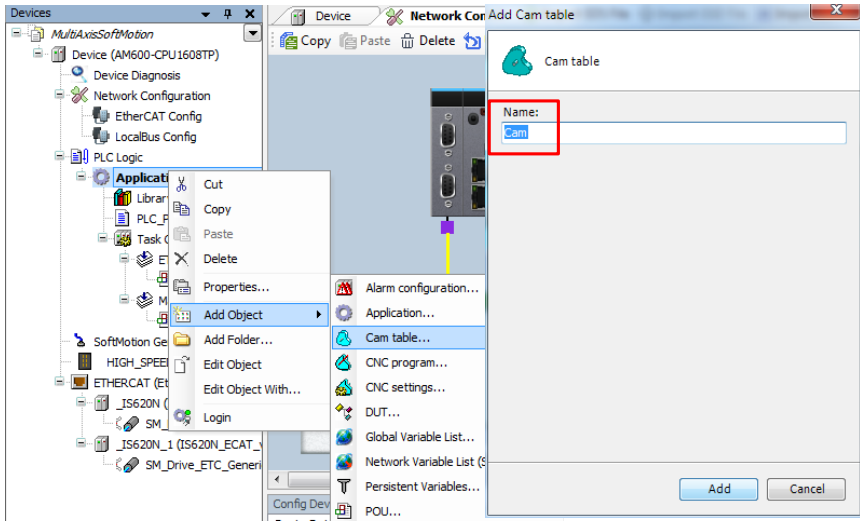 Devices
MultiAxisSoftMotion
Device (AM600-CPU1608TP)
Device Diagnosis
Network Configuration
EtherCAT Config
LocalBus Config
PLC Logic
Applicati
Librar
PLC_P
Task C
E
M
SoftMotion Ge
HIGH_SPEE
ETHERCAT (Et
_IS620N (
SM_
_IS620N_1 (IS620N_ECAT_v
SM_Drive_ETC_Generi
Cut
Copy
Paste
Delete
Properties...
Add Object
Add Folder...
Edit Object
Edit Object With...
Login
Device
Network Con
Copy
Paste
Delete
Alarm configuration...
Application...
Cam table...
CNC program...
CNC settings...
DUT...
Global Variable List...
Network Variable List (S
Persistent Variables...
POU...
Config Dev
Add Cam table
Cam table
Name:
Cam
Add
Cancel